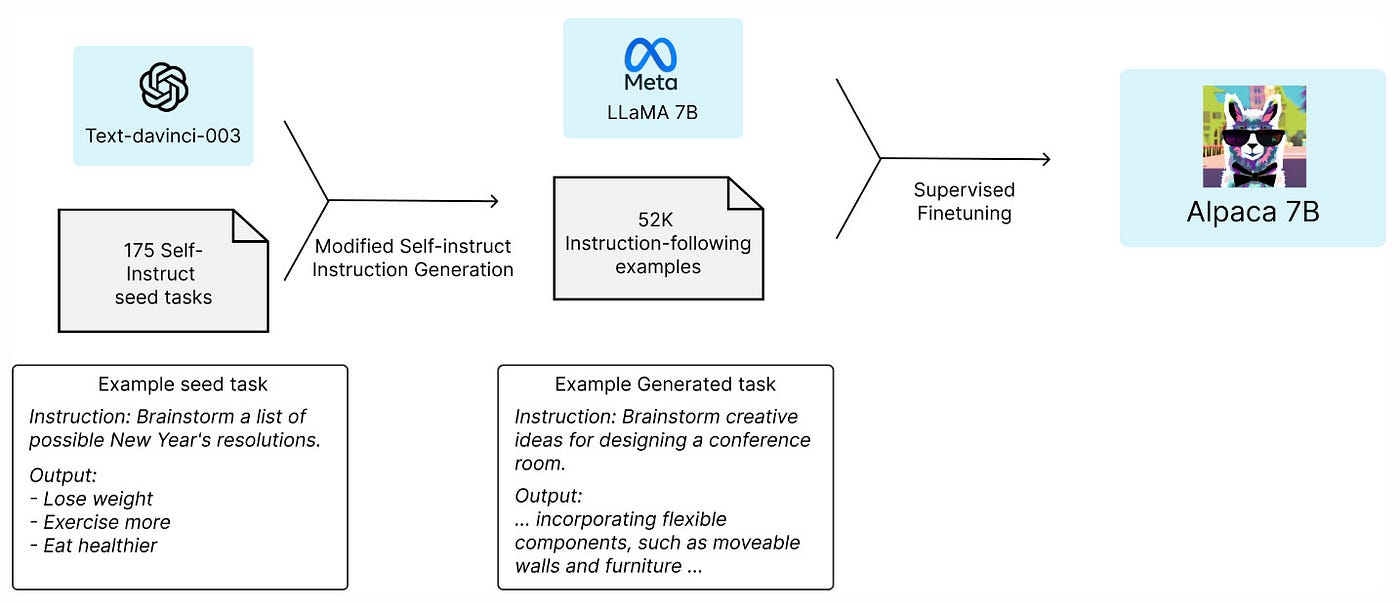 Text-davinci-003
175 Self-
Instruct
seed tasks
Modified Self-instruct
Instruction Generation
Meta
LLaMA 7B
52K
Instruction-following
examples
Supervised
Finetuning
Alpaca 7B
Example seed task
Instruction: Brainstorm a list of
possible New Year's resolutions.
Output:
- Lose weight
- Exercise more
- Eat healthier
Example Generated task
Instruction: Brainstorm creative
ideas for designing a conference
room.
Output:
... incorporating flexible
components, such as moveable
walls and furniture ...